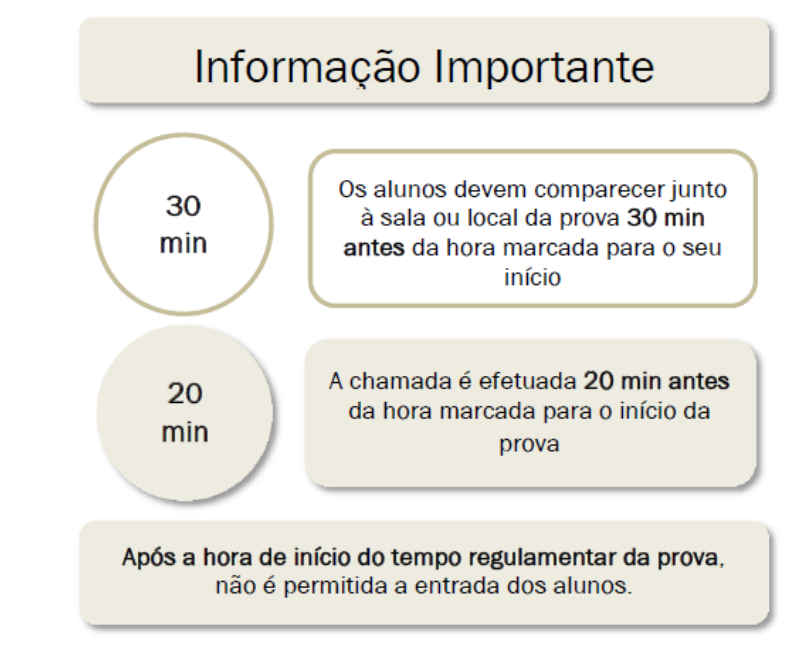 Informação Importante
30
min
Os alunos devem comparecer junto
à sala ou local da prova 30 min
antes da hora marcada para o seu
início
20
min
A chamada é efetuada 20 min antes
da hora marcada para o início da
prova
Após a hora de início do tempo regulamentar da prova,
não é permitida a entrada dos alunos.